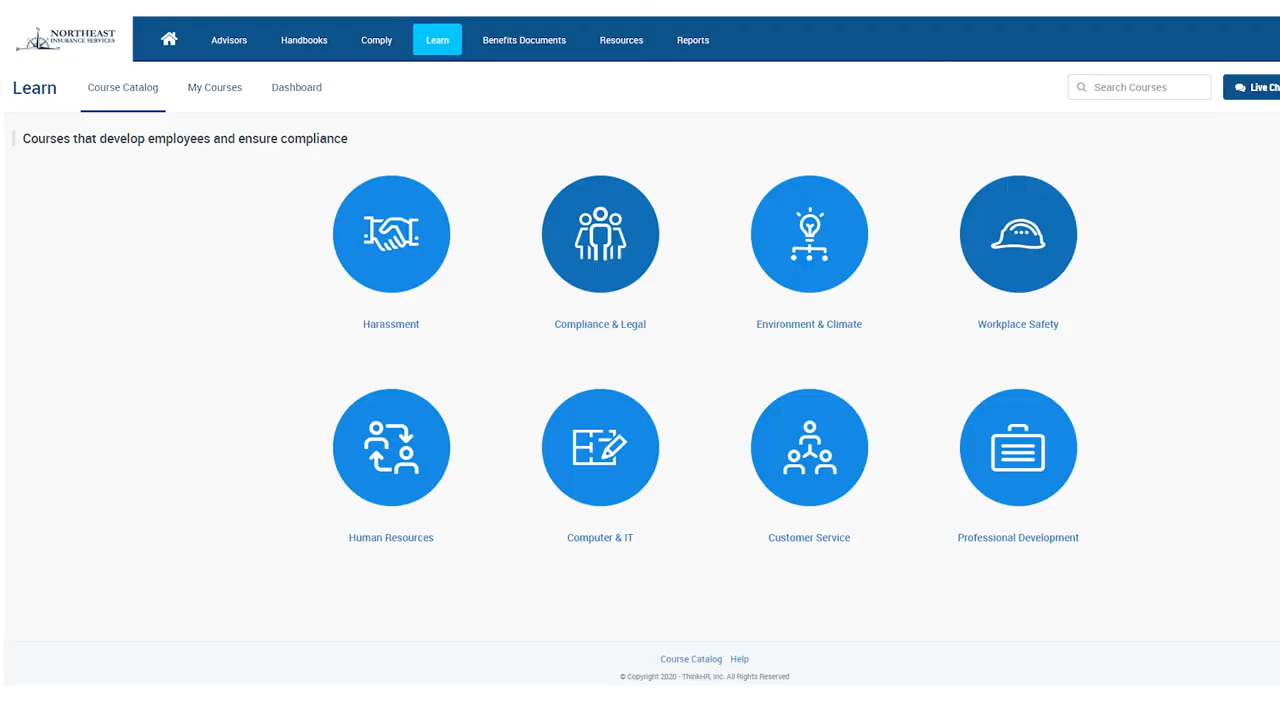 NORTHEAST
INSURANCE SERVICES
Advisors Handbooks Comply Learn Benefits Documents Resources Reports
Learn Course Catalog My Courses Dashboard Search Courses Live Ch
Courses that develop employees and ensure compliance
Harassment Compliance & Legal Environment & Climate Workplace Safety
Human Resources Computer & IT Customer Service Professional Development
Course Catalog Help
© Copyright 2020 - ThinkHR, Inc. All Rights Reserved